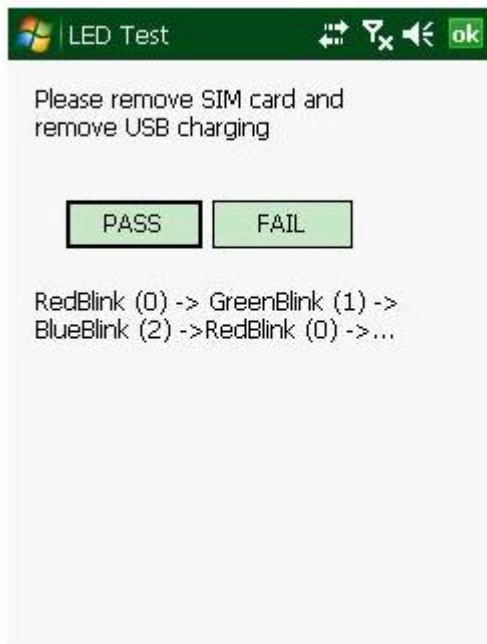 LED Test
ok
Please remove SIM card and
remove USB charging
PASS
FAIL
RedBlink (0) -> GreenBlink (1) ->
BlueBlink (2) ->RedBlink (0) ->...